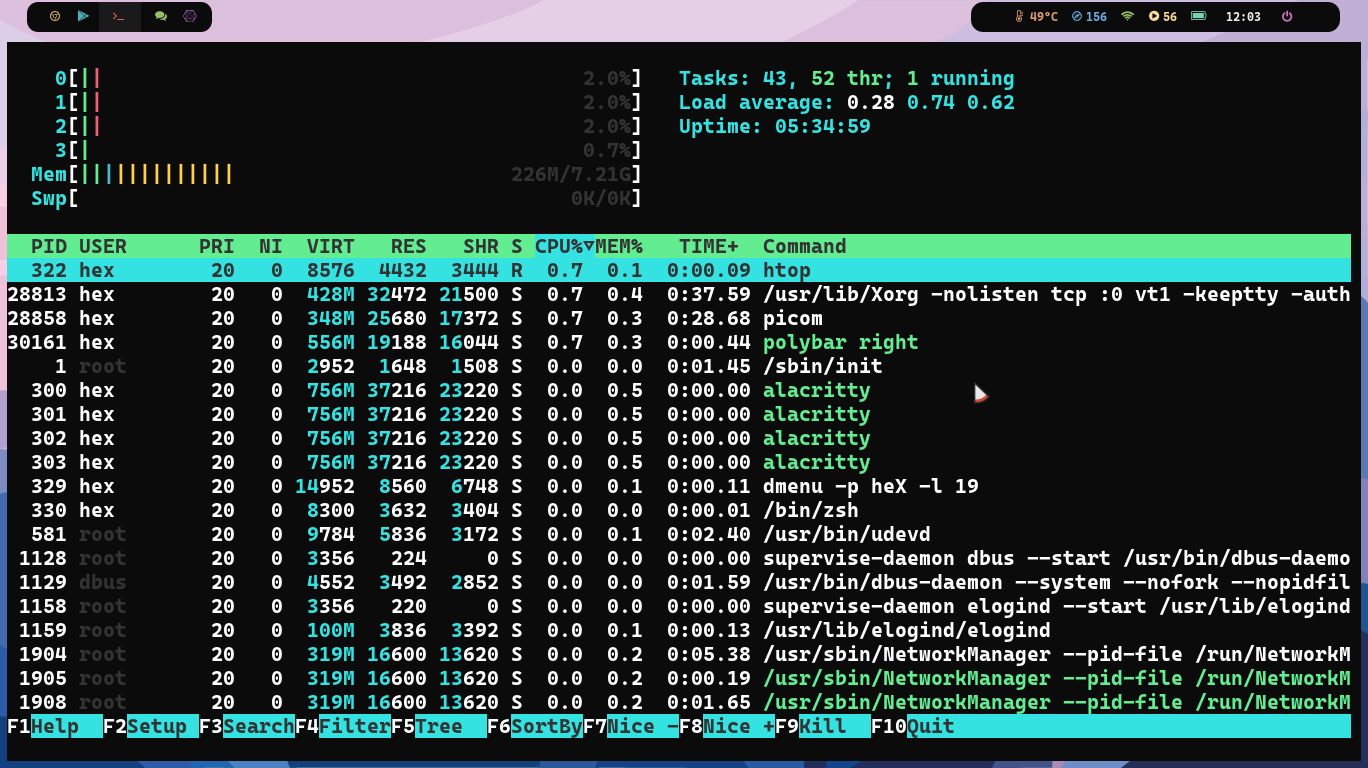 49°C 156 56 12:03
0[|| 2.0%] Tasks: 43, 52 thr; 1 running
1[|| 2.0%] Load average: 0.28 0.74 0.62
2[|| 2.0%] Uptime: 05:34:59
3[| 0.7%]
Mem[||||||||||||| 226M/7.21G]
Swp[ 0K/0K]
PID USER PRI NI VIRT RES SHR S CPU%▽MEM% TIME+ Command
322 hex 20 0 8576 4432 3444 R 0.7 0.1 0:00.09 htop
28813 hex 20 0 428M 32472 21500 S 0.7 0.4 0:37.59 /usr/lib/Xorg -nolisten tcp :0 vt1 -keeptty -auth
28858 hex 20 0 348M 25680 17372 S 0.7 0.3 0:28.68 picom
30161 hex 20 0 556M 19188 16044 S 0.7 0.3 0:00.44 polybar right
1 root 20 0 2952 1648 1508 S 0.0 0.0 0:01.45 /sbin/init
300 hex 20 0 756M 37216 23220 S 0.0 0.5 0:00.00 alacritty
301 hex 20 0 756M 37216 23220 S 0.0 0.5 0:00.00 alacritty
302 hex 20 0 756M 37216 23220 S 0.0 0.5 0:00.00 alacritty
303 hex 20 0 756M 37216 23220 S 0.0 0.5 0:00.00 alacritty
329 hex 20 0 14952 8560 6748 S 0.0 0.1 0:00.11 dmenu -p heX -l 19
330 hex 20 0 8300 3632 3404 S 0.0 0.0 0:00.01 /bin/zsh
581 root 20 0 9784 5836 3172 S 0.0 0.1 0:02.40 /usr/bin/udevd
1128 root 20 0 3356 224 0 S 0.0 0.0 0:00.00 supervise-daemon dbus --start /usr/bin/dbus-daemo
1129 dbus 20 0 4552 3492 2852 S 0.0 0.0 0:01.59 /usr/bin/dbus-daemon --system --nofork --nopidfil
1158 root 20 0 3356 220 0 S 0.0 0.0 0:00.00 supervise-daemon elogind --start /usr/lib/elogind
1159 root 20 0 100M 3836 3392 S 0.0 0.1 0:00.13 /usr/lib/elogind/elogind
1904 root 20 0 319M 16600 13620 S 0.0 0.2 0:05.38 /usr/sbin/NetworkManager --pid-file /run/NetworkM
1905 root 20 0 319M 16600 13620 S 0.0 0.2 0:00.19 /usr/sbin/NetworkManager --pid-file /run/NetworkM
1908 root 20 0 319M 16600 13620 S 0.0 0.2 0:01.65 /usr/sbin/NetworkManager --pid-file /run/NetworkM
F1Help F2Setup F3SearchF4FilterF5Tree F6SortByF7Nice -F8Nice +F9Kill F10Quit